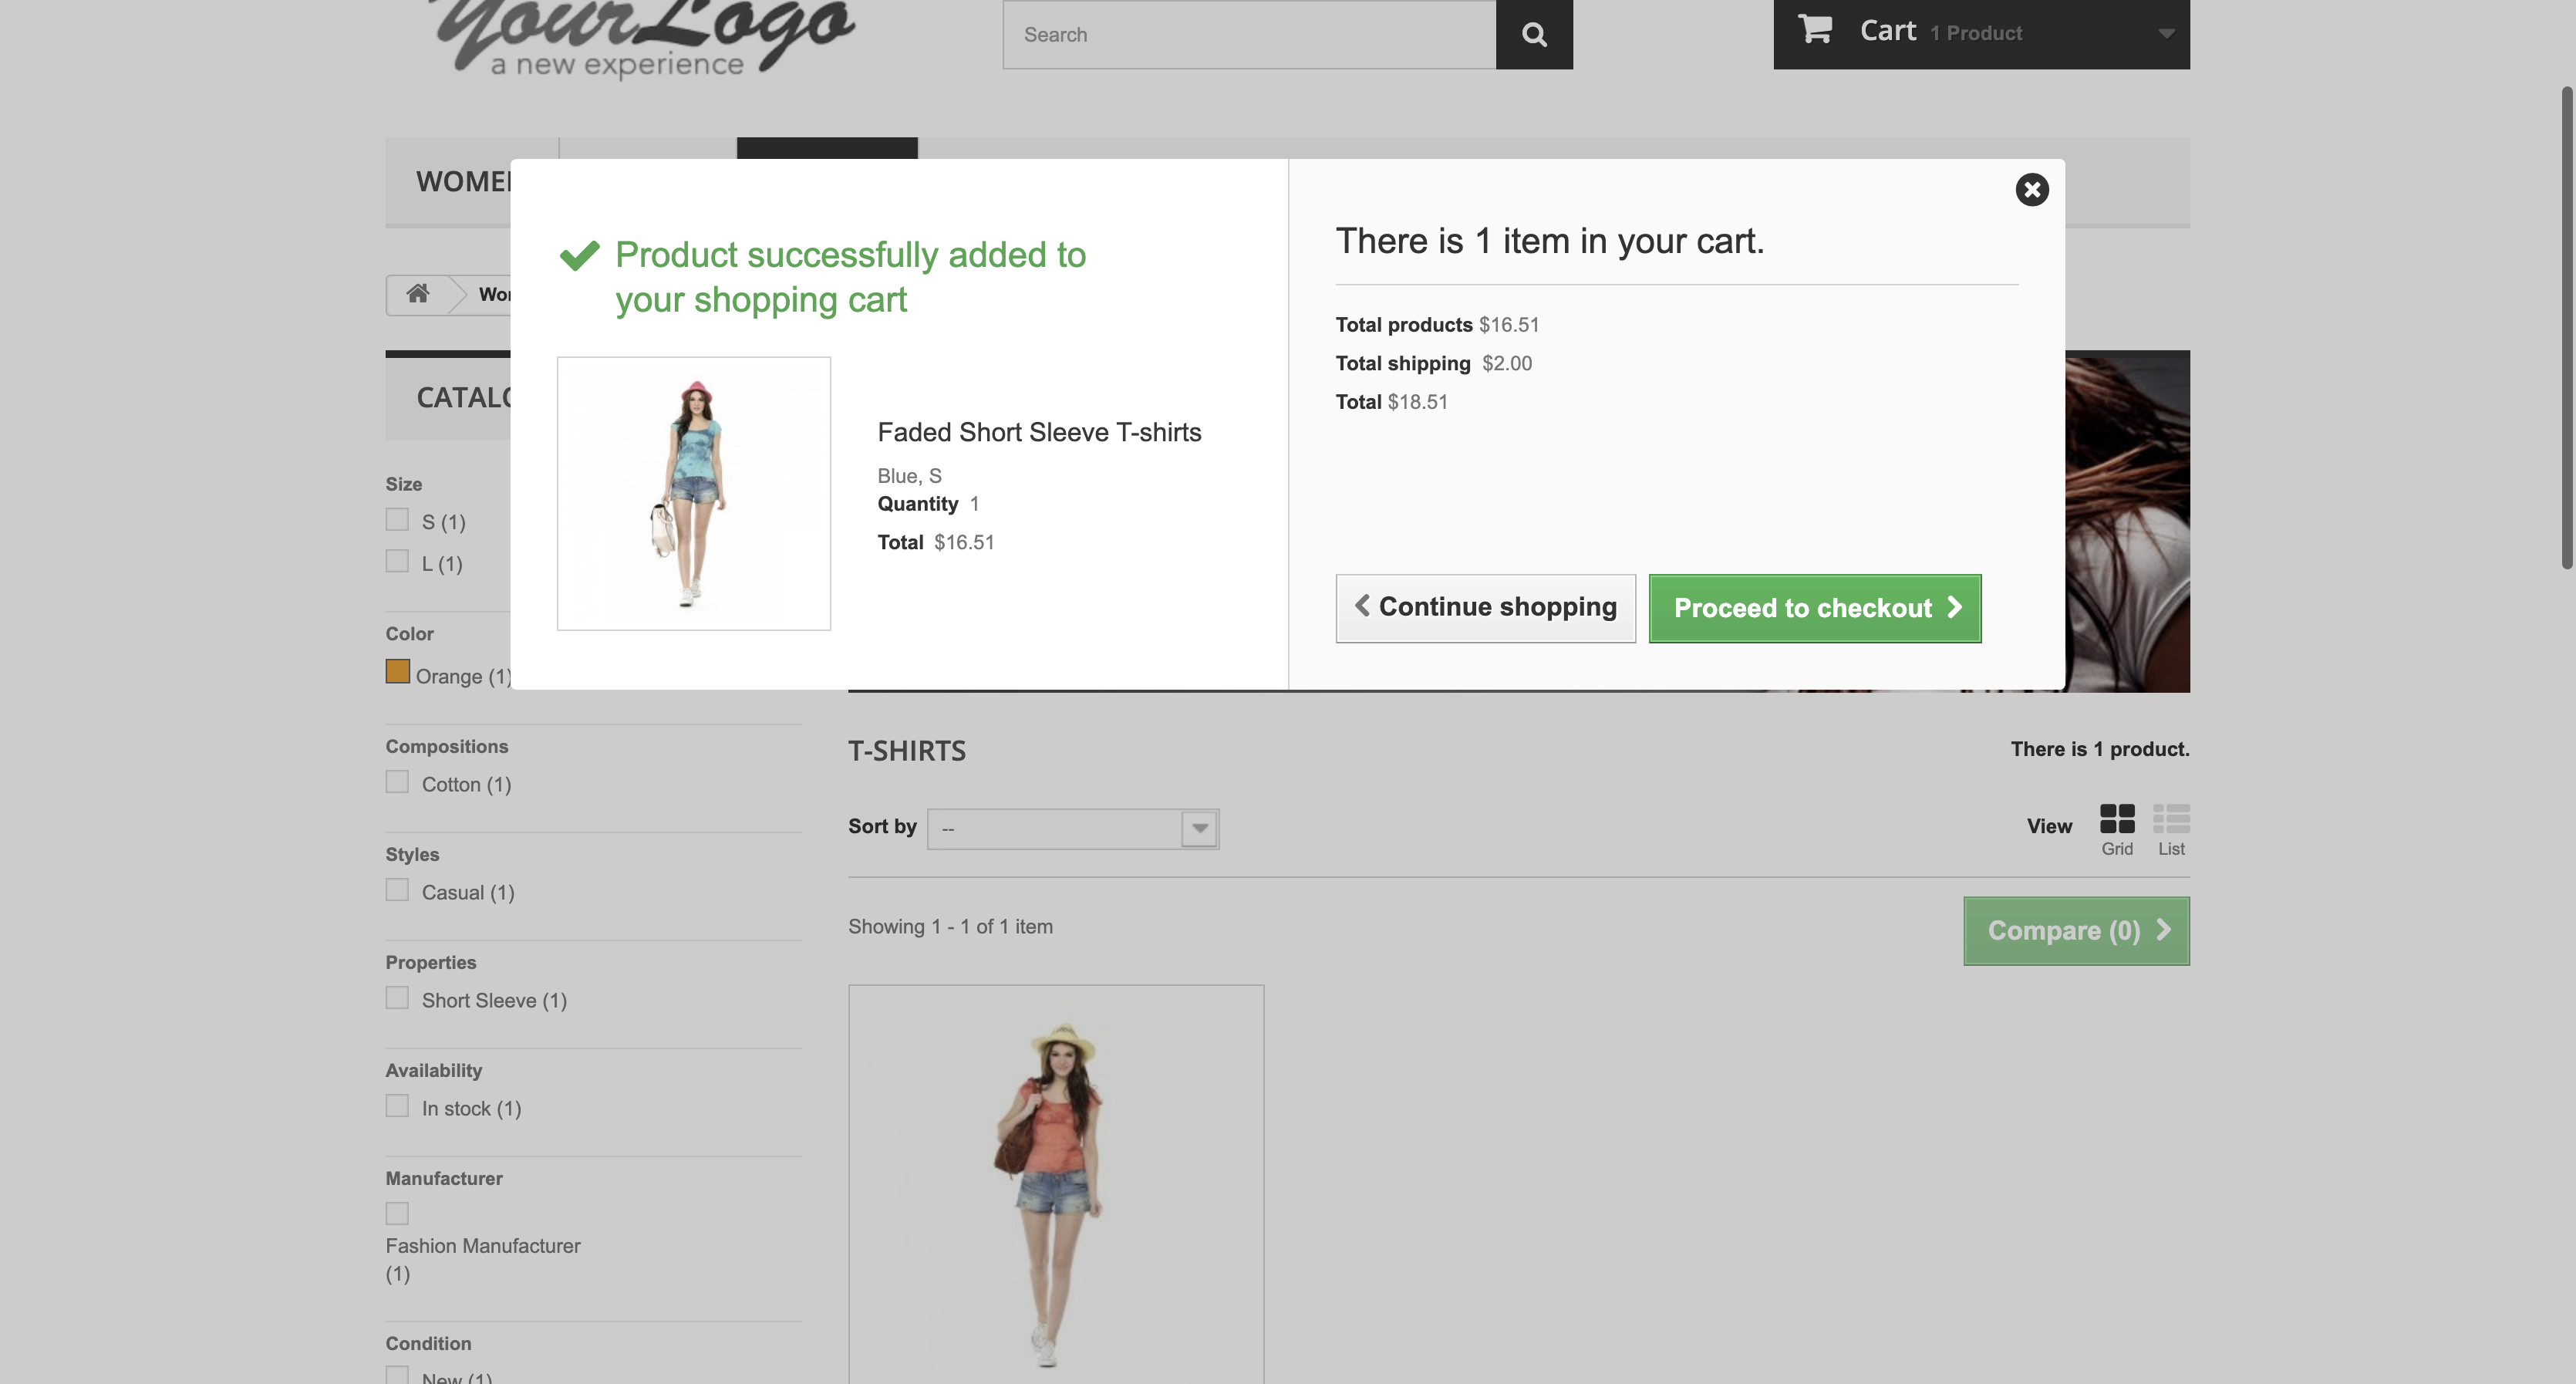 YourLogo
a new experience
Search
Cart 1 Product
WOME
Product successfully added to
your shopping cart
Faded Short Sleeve T-shirts
Blue, S
Quantity 1
Total $16.51
There is 1 item in your cart.
Total products $16.51
Total shipping $2.00
Total $18.51
Continue shopping
Proceed to checkout
CATAL
Size
S (1)
L (1)
Color
Orange (1)
Compositions
Cotton (1)
Styles
Casual (1)
Properties
Short Sleeve (1)
Availability
In stock (1)
Manufacturer
Fashion Manufacturer
(1)
Condition
New (1)
T-SHIRTS
There is 1 product.
Sort by --
View
Grid
List
Showing 1 - 1 of 1 item
Compare (0)